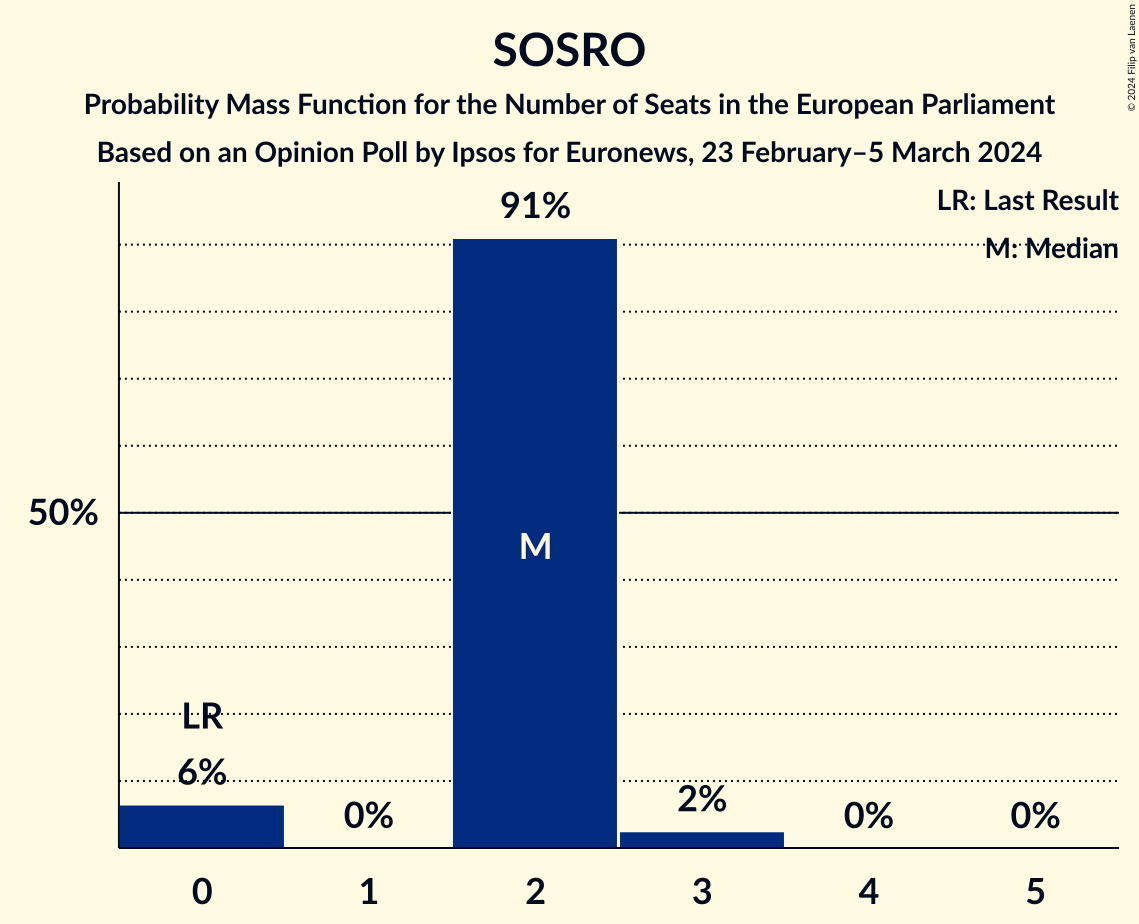 SOSRO
Probability Mass Function for the Number of Seats in the European Parliament
Based on an Opinion Poll by Ipsos for Euronews, 23 February–5 March 2024
© 2024 Filip van Laenen
LR: Last Result
M: Median
91%
50%
M
LR
6%
0%
2%
0%
0%
0 1 2 3 4 5